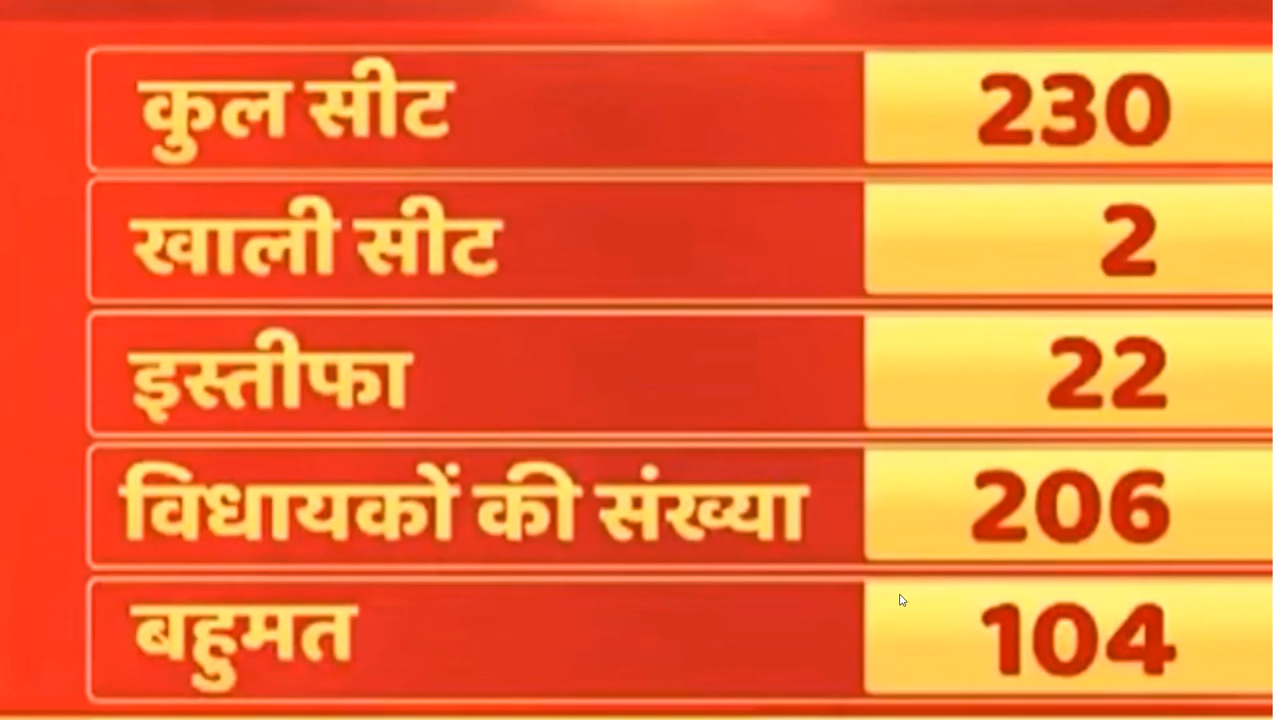 कुल सीट 230
खाली सीट 2
इस्तीफा 22
विधायकों की संख्या 206
बहुमत 104